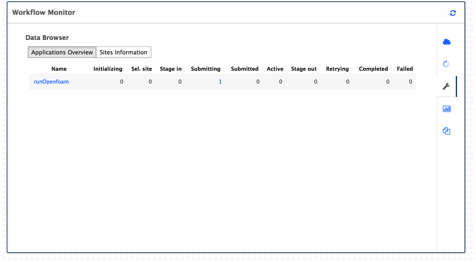 Workflow Monitor
Data Browser
Applications Overview Sites Information
Name Initializing Sel. site Stage in Submitting Submitted Active Stage out Retrying Completed Failed
runOpenfoam 0 0 0 1 0 0 0 0 0 0